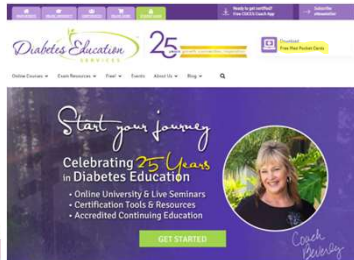 Ready to get certified?
Free CDCES Coach App
Subscribe
Diabetes Education
SERVICES
25
Download
Free Med Pocket Cards
Online Courses
Exam Resources
Free!
Events
About Us
Blog
Start your journey
Celebrating 25 Years
in Diabetes Education
• Online University & Live Seminars
• Certification Tools & Resources
• Accredited Continuing Education
GET STARTED
Coach
Beverly